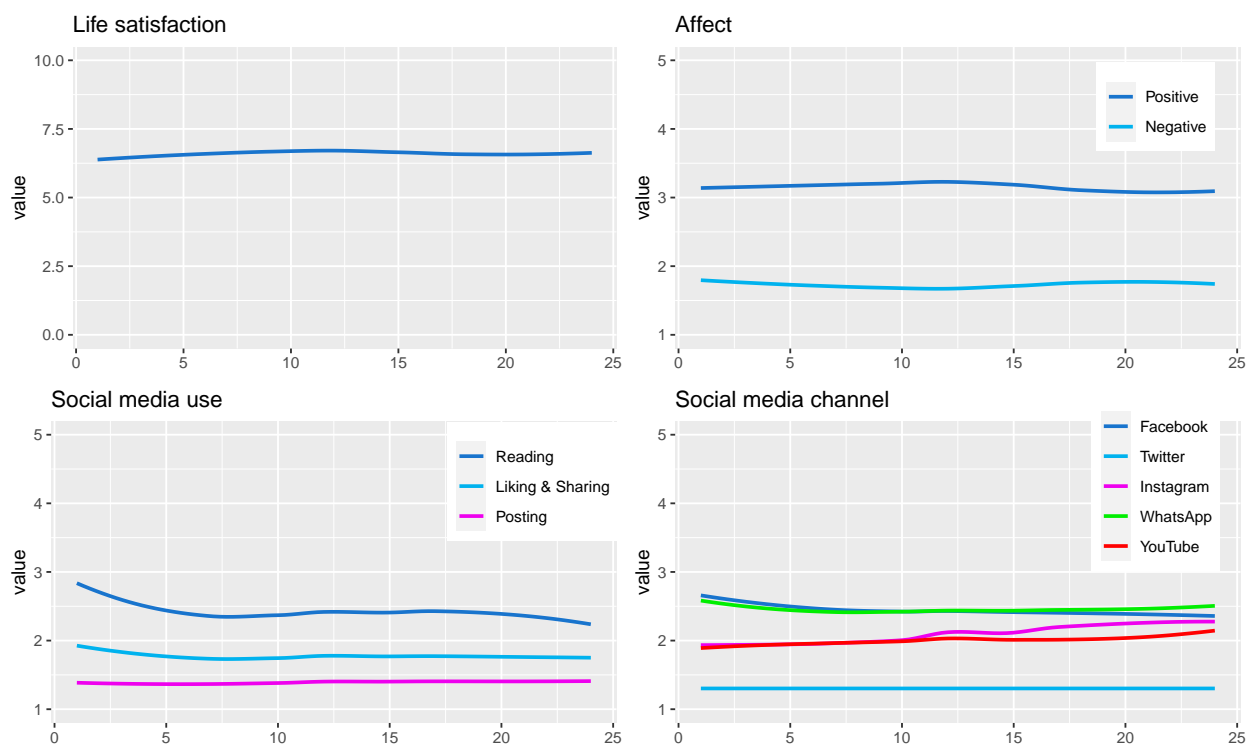 Life satisfaction
value
10.0
7.5
5.0
2.5
0.0
0 5 10 15 20 25
Affect
value
5
4
3
2
1
0 5 10 15 20 25
Positive
Negative
Social media use
value
5
4
3
2
1
0 5 10 15 20 25
Reading
Liking & Sharing
Posting
Social media channel
value
5
4
3
2
1
0 5 10 15 20 25
Facebook
Twitter
Instagram
WhatsApp
YouTube